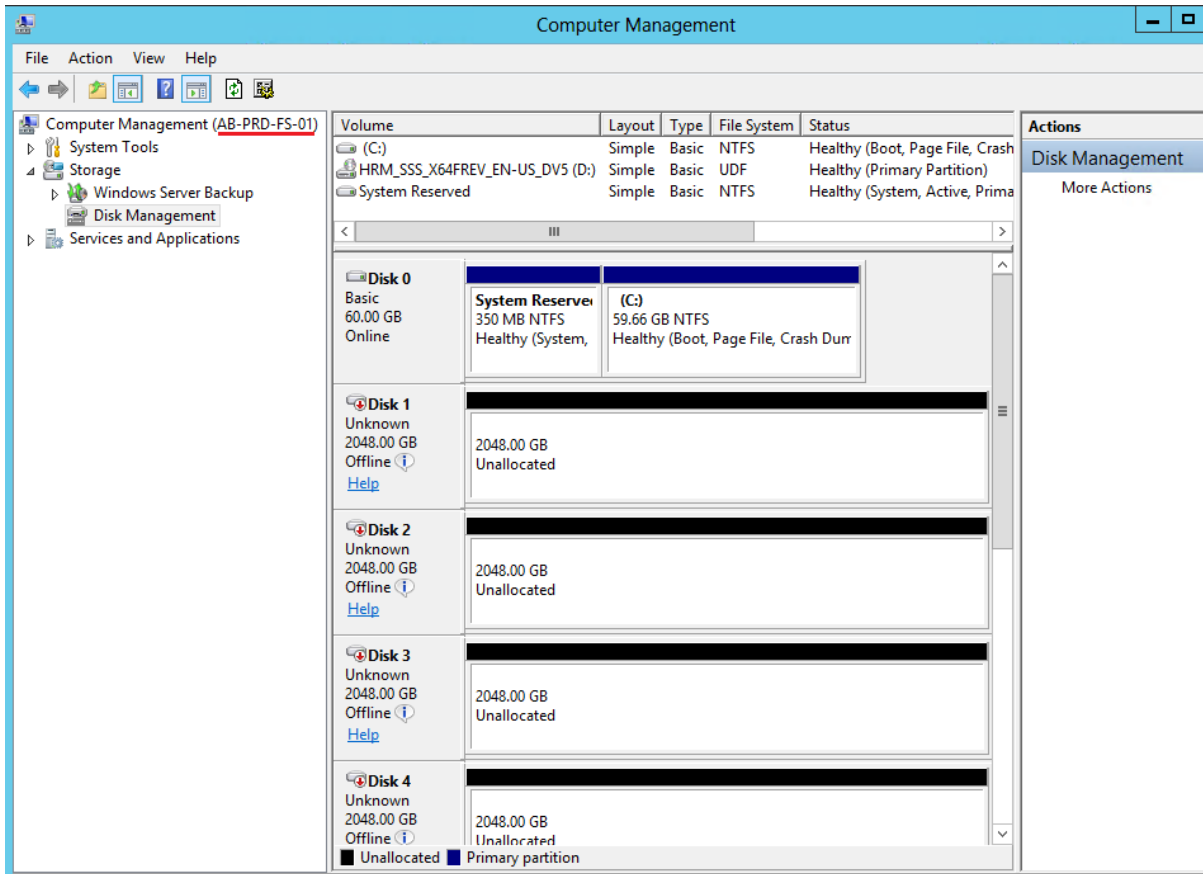 Computer Management
File Action View Help
Computer Management (AB-PRD-FS-01)
System Tools
Storage
Windows Server Backup
Disk Management
Services and Applications
Volume Layout Type File System Status
(C:) Simple Basic NTFS Healthy (Boot, Page File, Crash
HRM_SSS_X64FREV_EN-US_DV5 (D:) Simple Basic UDF Healthy (Primary Partition)
System Reserved Simple Basic NTFS Healthy (System, Active, Prima
Disk 0
Basic
60.00 GB
Online
System Reserve
350 MB NTFS
Healthy (System,
(C:)
59.66 GB NTFS
Healthy (Boot, Page File, Crash Dum
Disk 1
Unknown
2048.00 GB
Offline
Help
2048.00 GB
Unallocated
Disk 2
Unknown
2048.00 GB
Offline
Help
2048.00 GB
Unallocated
Disk 3
Unknown
2048.00 GB
Offline
Help
2048.00 GB
Unallocated
Disk 4
Unknown
2048.00 GB
Offline
2048.00 GB
Unallocated
Unallocated Primary partition
Actions
Disk Management
More Actions